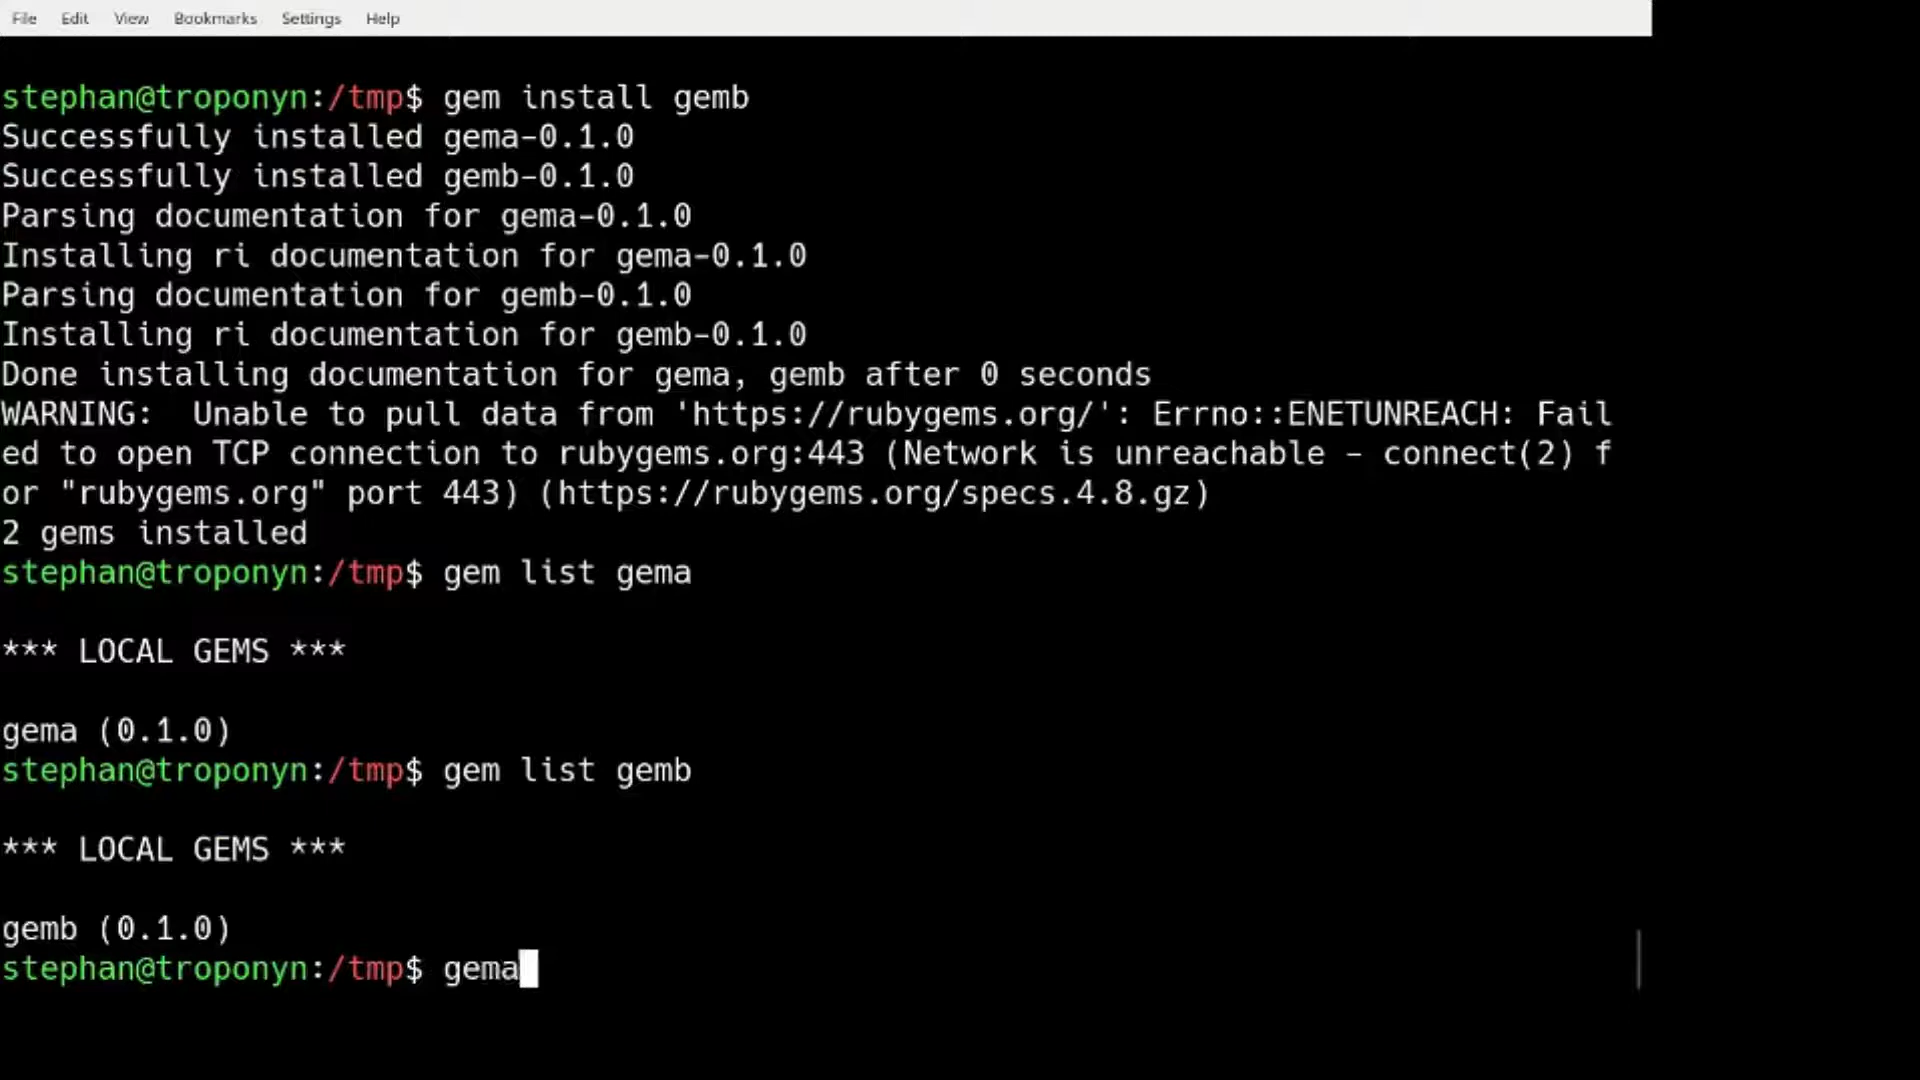 File Edit View Bookmarks Settings Help
stephan@troponyn:/tmp$ gem install gemb
Successfully installed gema-0.1.0
Successfully installed gemb-0.1.0
Parsing documentation for gema-0.1.0
Installing ri documentation for gema-0.1.0
Parsing documentation for gemb-0.1.0
Installing ri documentation for gemb-0.1.0
Done installing documentation for gema, gemb after 0 seconds
WARNING:  Unable to pull data from 'https://rubygems.org/': Errno::ENETUNREACH: Fail
ed to open TCP connection to rubygems.org:443 (Network is unreachable - connect(2) f
or "rubygems.org" port 443) (https://rubygems.org/specs.4.8.gz)
2 gems installed
stephan@troponyn:/tmp$ gem list gema
*** LOCAL GEMS ***
gema (0.1.0)
stephan@troponyn:/tmp$ gem list gemb
*** LOCAL GEMS ***
gemb (0.1.0)
stephan@troponyn:/tmp$ gema